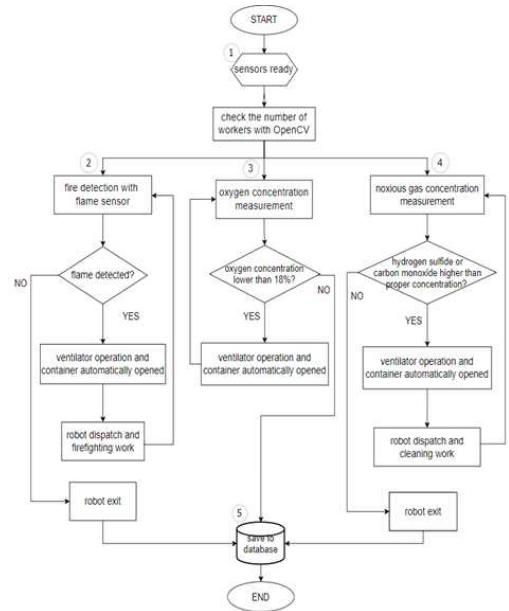 START
1
sensors ready
check the number of
workers with OpenCV
2
fire detection with
flame sensor
3
oxygen concentration
measurement
4
noxious gas concentration
measurement
flame detected?
NO
YES
oxygen concentration
lower than 18%?
NO
YES
hydrogen sulfide or
carbon monoxide higher than
proper concentration?
NO
YES
ventilator operation and
container automatically opened
ventilator operation and
container automatically opened
ventilator operation and
container automatically opened
robot dispatch and
firefighting work
robot dispatch and
cleaning work
robot exit
robot exit
5
save to
database
END